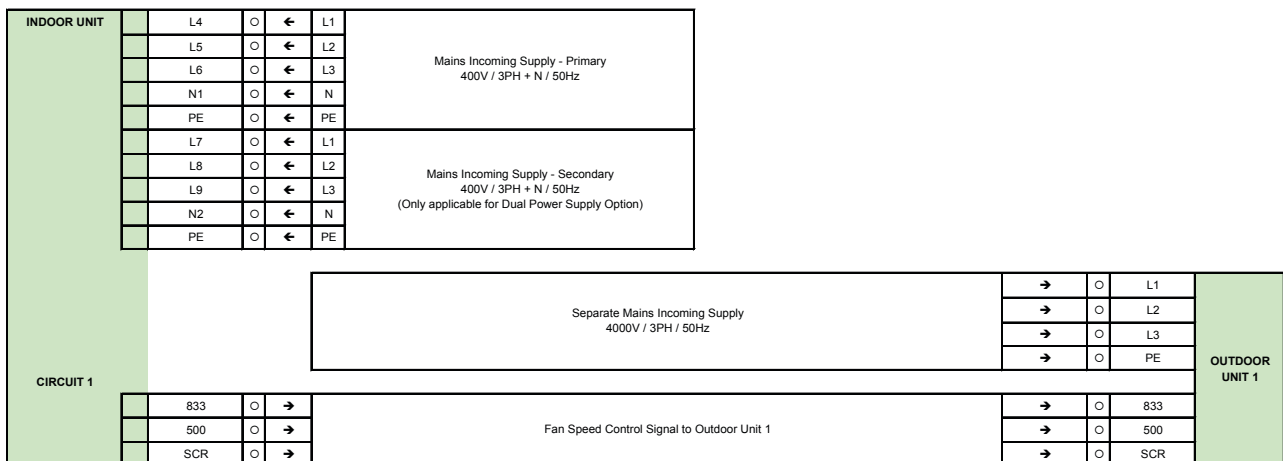 INDOOR UNIT L4 O ← L1
L5 O ← L2
Mains Incoming Supply - Primary
L6 O ← L3
400V / 3PH + N / 50Hz
N1 O ← N
PE O ← PE
L7 O ← L1
L8 O ← L2
Mains Incoming Supply - Secondary
L9 O ← L3
400V / 3PH + N / 50Hz
(Only applicable for Dual Power Supply Option)
N2 O ← N
PE O ← PE
→ O L1
Separate Mains Incoming Supply
→ O L2
4000V / 3PH / 50Hz
→ O L3
→ O PE
OUTDOOR
UNIT 1
CIRCUIT 1
833 O → → O 833
500 O → Fan Speed Control Signal to Outdoor Unit 1 → O 500
SCR O → → O SCR